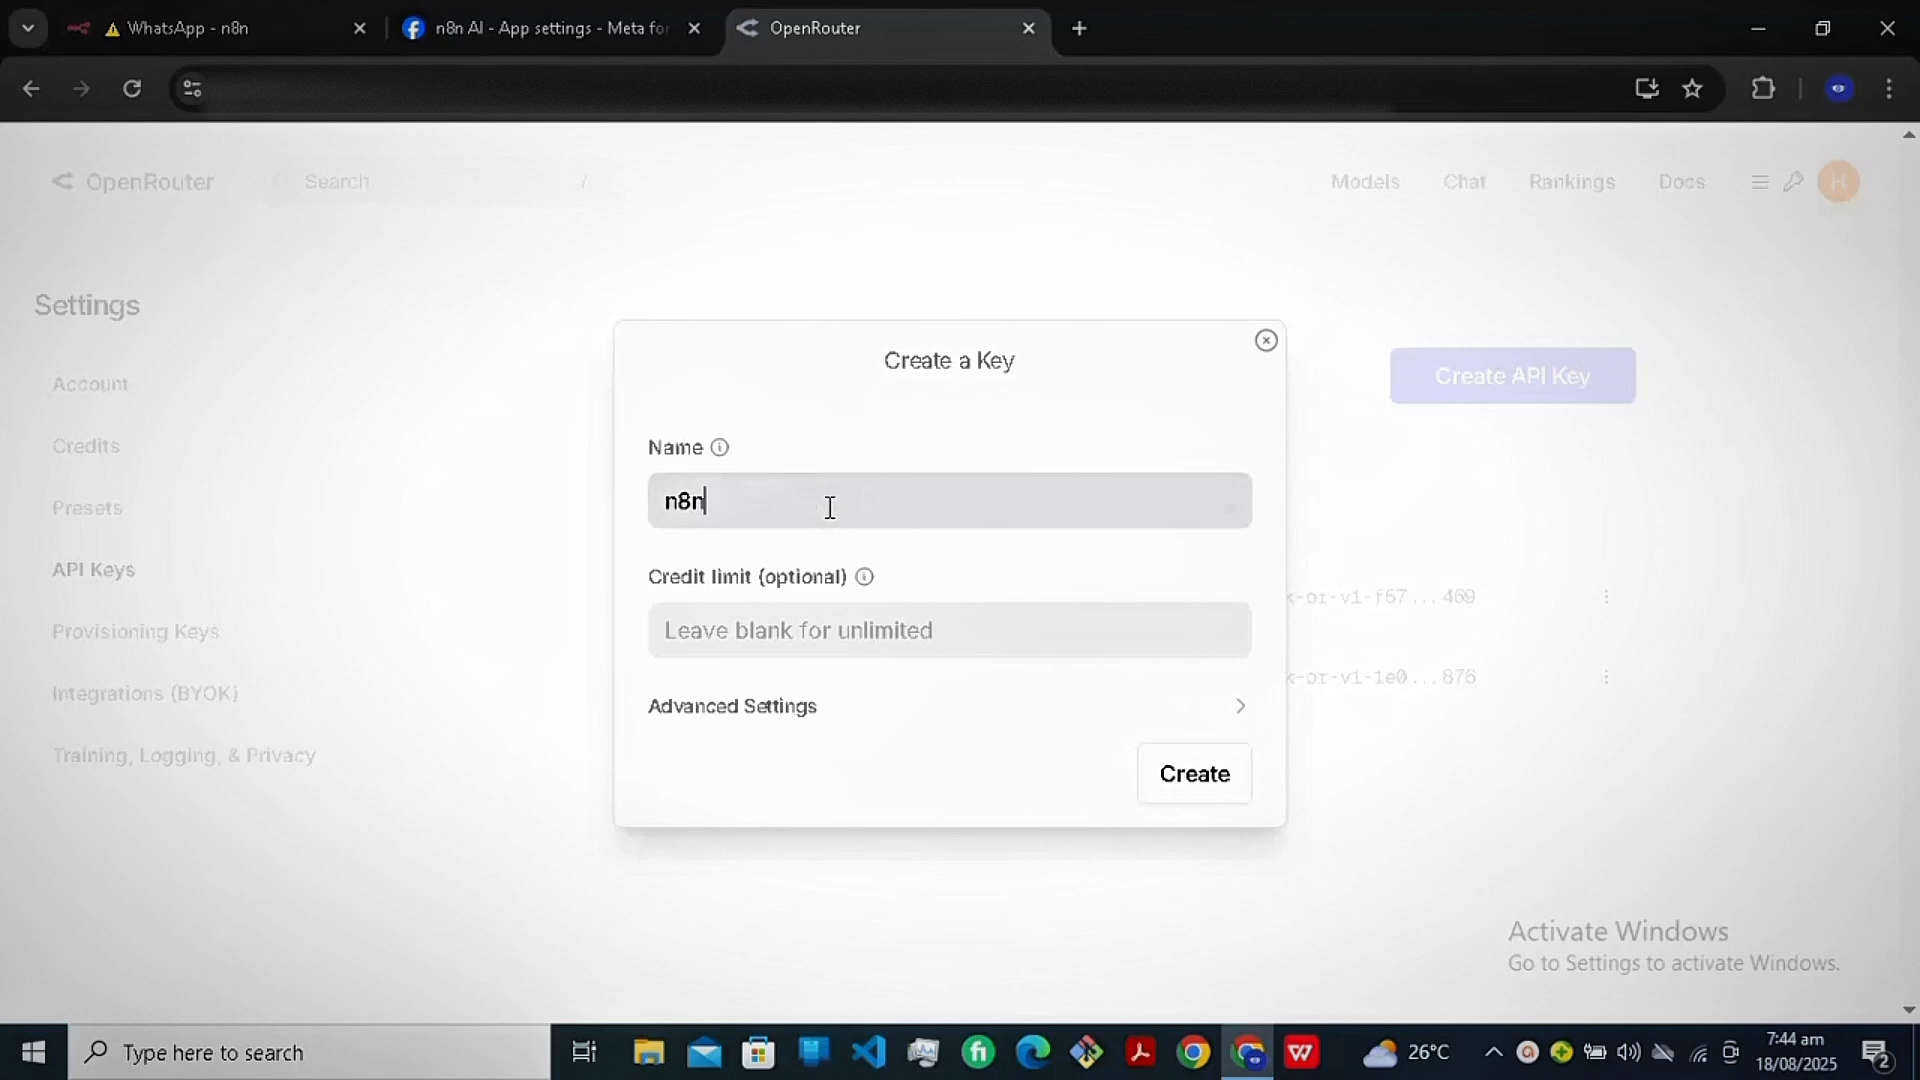 WhatsApp - n8n
n8n AI - App settings - Meta for
OpenRouter
OpenRouter
Search /
Models Chat Rankings Docs H
Settings
Account
Credits
Presets
API Keys
Provisioning Keys
Integrations (BYOK)
Training, Logging, & Privacy
Create API Key
Create a Key
Name
n8n
Credit limit (optional)
Leave blank for unlimited
Advanced Settings
Create
k-or-v1-f67...469
k-or-v1-1e0...876
Activate Windows
Go to Settings to activate Windows.
Type here to search
26°C
7:44 am
18/08/2025
2